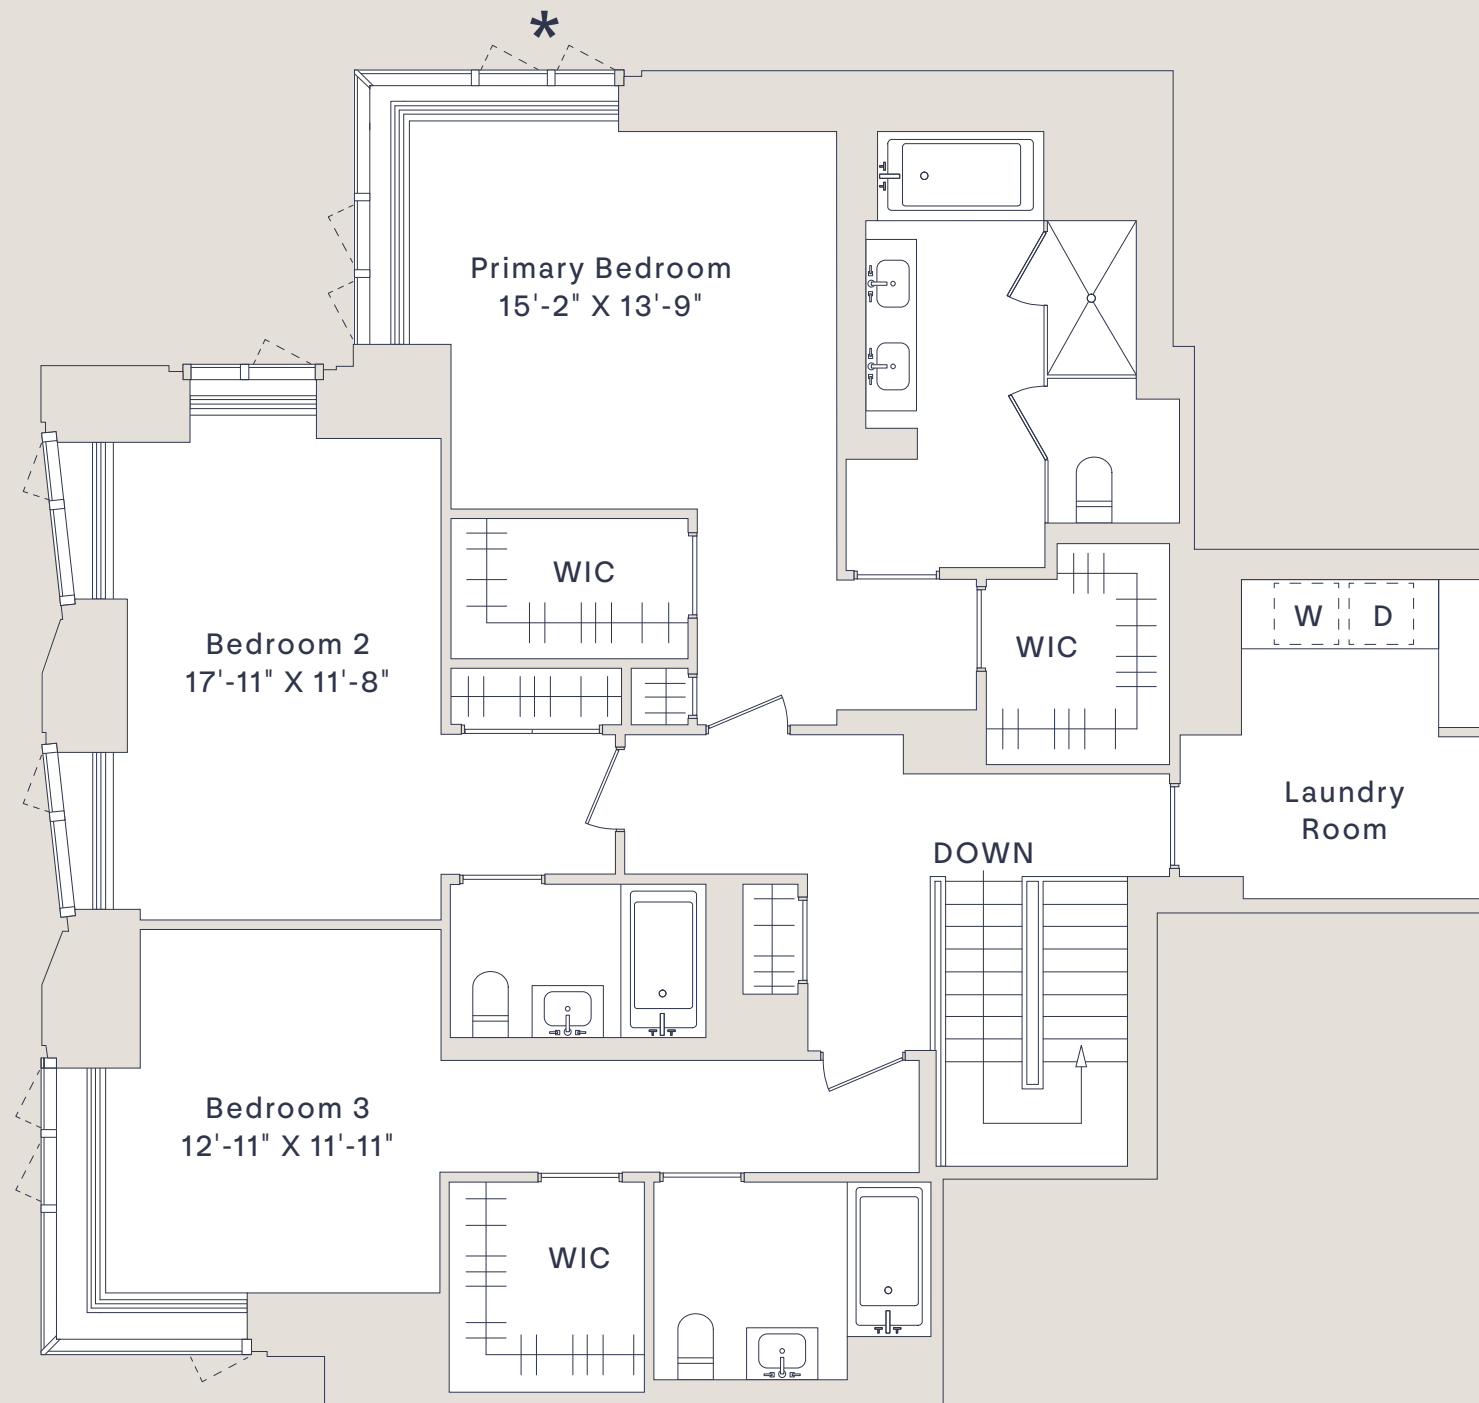 *
Primary Bedroom
15'-2" X 13'-9"
WIC
Bedroom 2
17'-11" X 11'-8"
WIC
W D
Laundry
Room
DOWN
Bedroom 3
12'-11" X 11'-11"
WIC